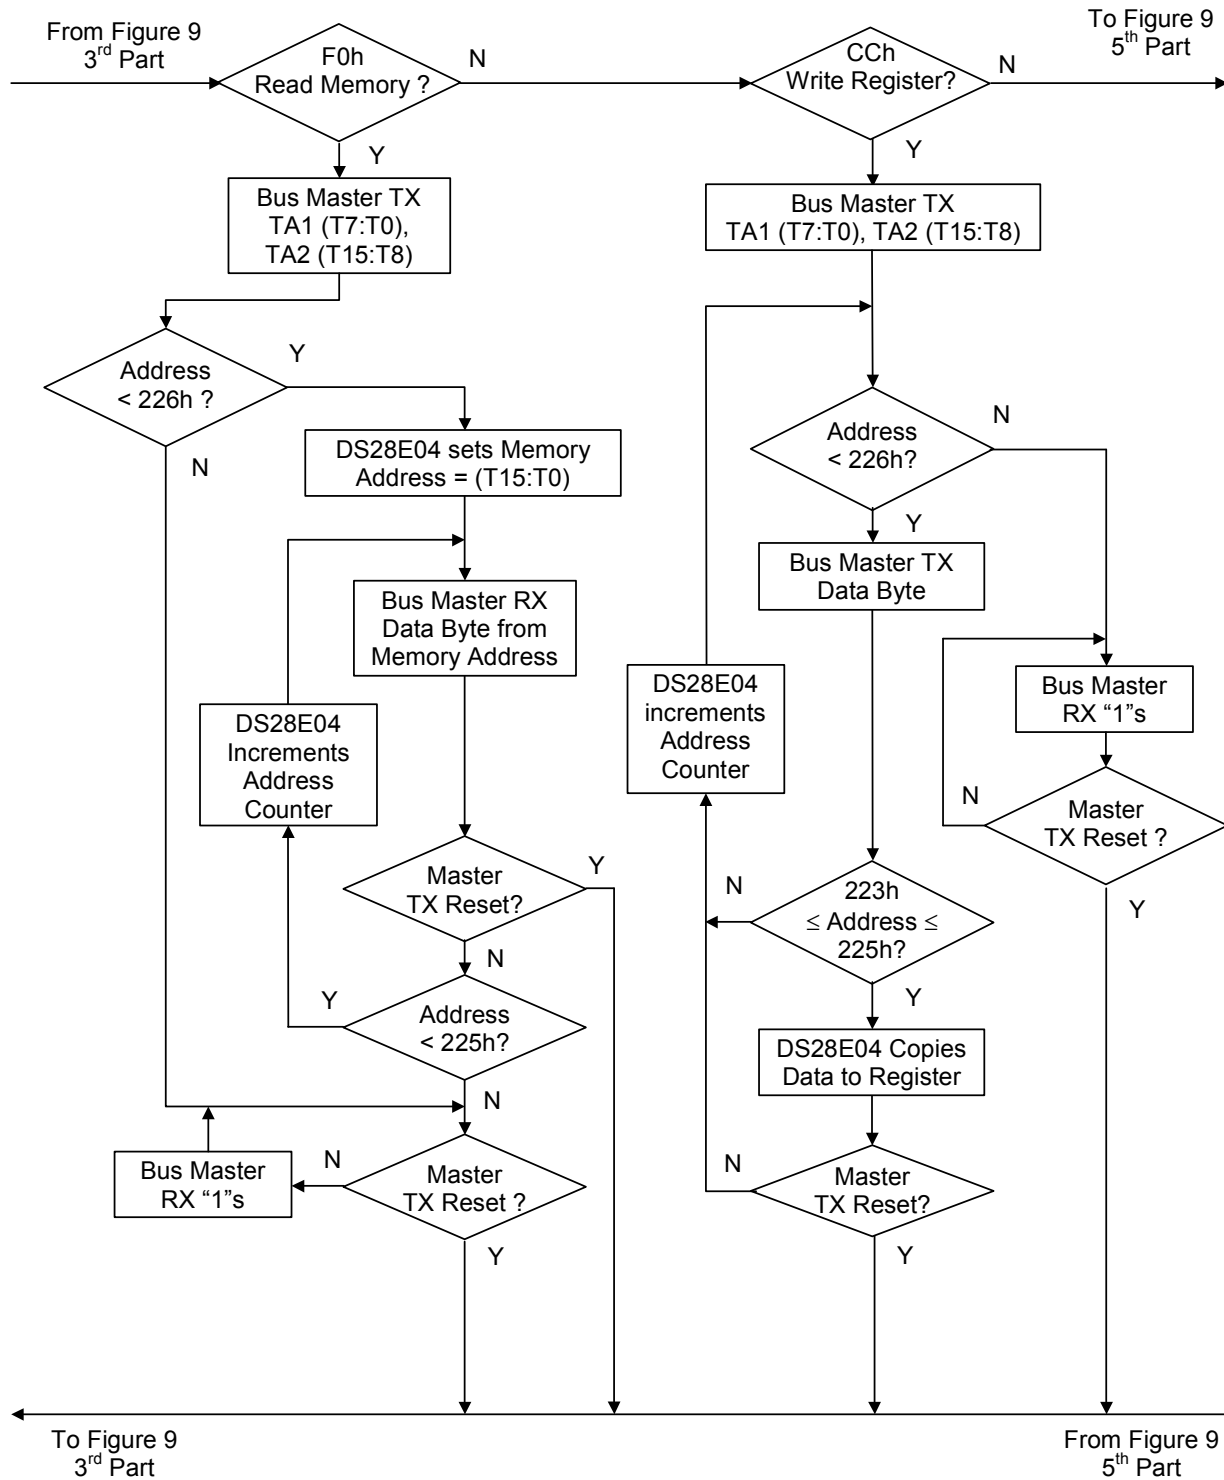 From Figure 9
3rd Part
F0h
Read Memory ?
N
CCh
Write Register?
N
To Figure 9
5th Part
Y
Bus Master TX
TA1 (T7:T0),
TA2 (T15:T8)
Y
Bus Master TX
TA1 (T7:T0), TA2 (T15:T8)
Address
< 226h ?
Y
N
DS28E04 sets Memory
Address = (T15:T0)
Bus Master RX
Data Byte from
Memory Address
DS28E04
Increments
Address
Counter
Master
TX Reset?
Y
N
Address
< 225h?
Y
N
Master
TX Reset ?
N
Bus Master
RX “1”s
Y
Address
< 226h?
N
Y
Bus Master TX
Data Byte
DS28E04
increments
Address
Counter
Bus Master
RX “1”s
Master
TX Reset ?
N
Y
223h
≤ Address ≤
225h?
N
Y
DS28E04 Copies
Data to Register
Master
TX Reset?
N
Y
To Figure 9
3rd Part
From Figure 9
5th Part